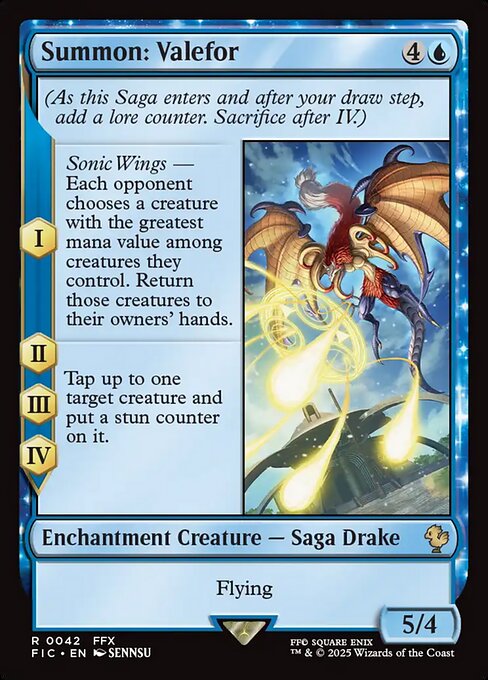 Summon: Valefor 4
(As this Saga enters and after your draw step,
add a lore counter. Sacrifice after IV.)
I
Sonic Wings —
Each opponent
chooses a creature
with the greatest
mana value among
creatures they
control. Return
those creatures to
their owners’ hands.
II
III
IV
Tap up to one
target creature and
put a stun counter
on it.
Enchantment Creature — Saga Drake
Flying
5/4
R 0042 FFX
FIC • EN SENNSU
FF© SQUARE ENIX
™ & © 2025 Wizards of the Coast